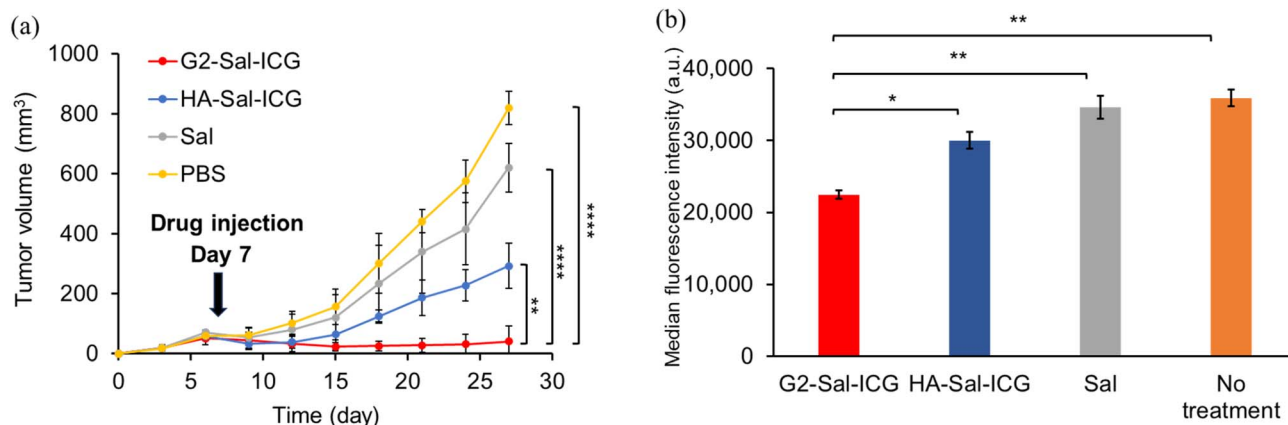 (a)
1000
800
600
400
200
0
Tumor volume (mm³)
G2-Sal-ICG
HA-Sal-ICG
Sal
PBS
Drug injection
Day 7
**
****
****
0 5 10 15 20 25 30
Time (day)
(b)
**
**
*
40,000
30,000
20,000
10,000
0
Median fluorescence intensity (a.u.)
G2-Sal-ICG HA-Sal-ICG Sal No
treatment